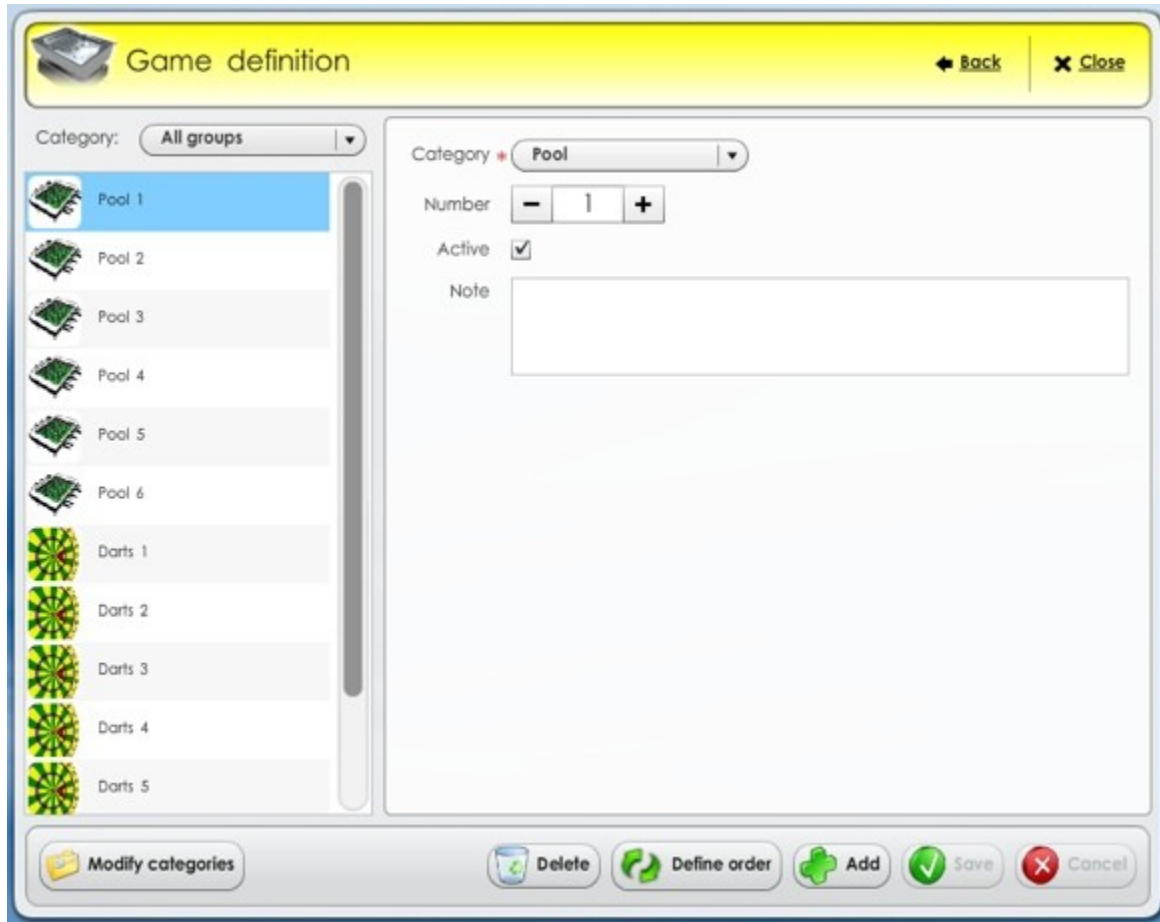 Game definition
Back
Close
Category: All groups
Pool 1
Pool 2
Pool 3
Pool 4
Pool 5
Pool 6
Darts 1
Darts 2
Darts 3
Darts 4
Darts 5
Category * Pool
Number - 1 +
Active
Note
Modify categories
Delete
Define order
Add
Save
Cancel